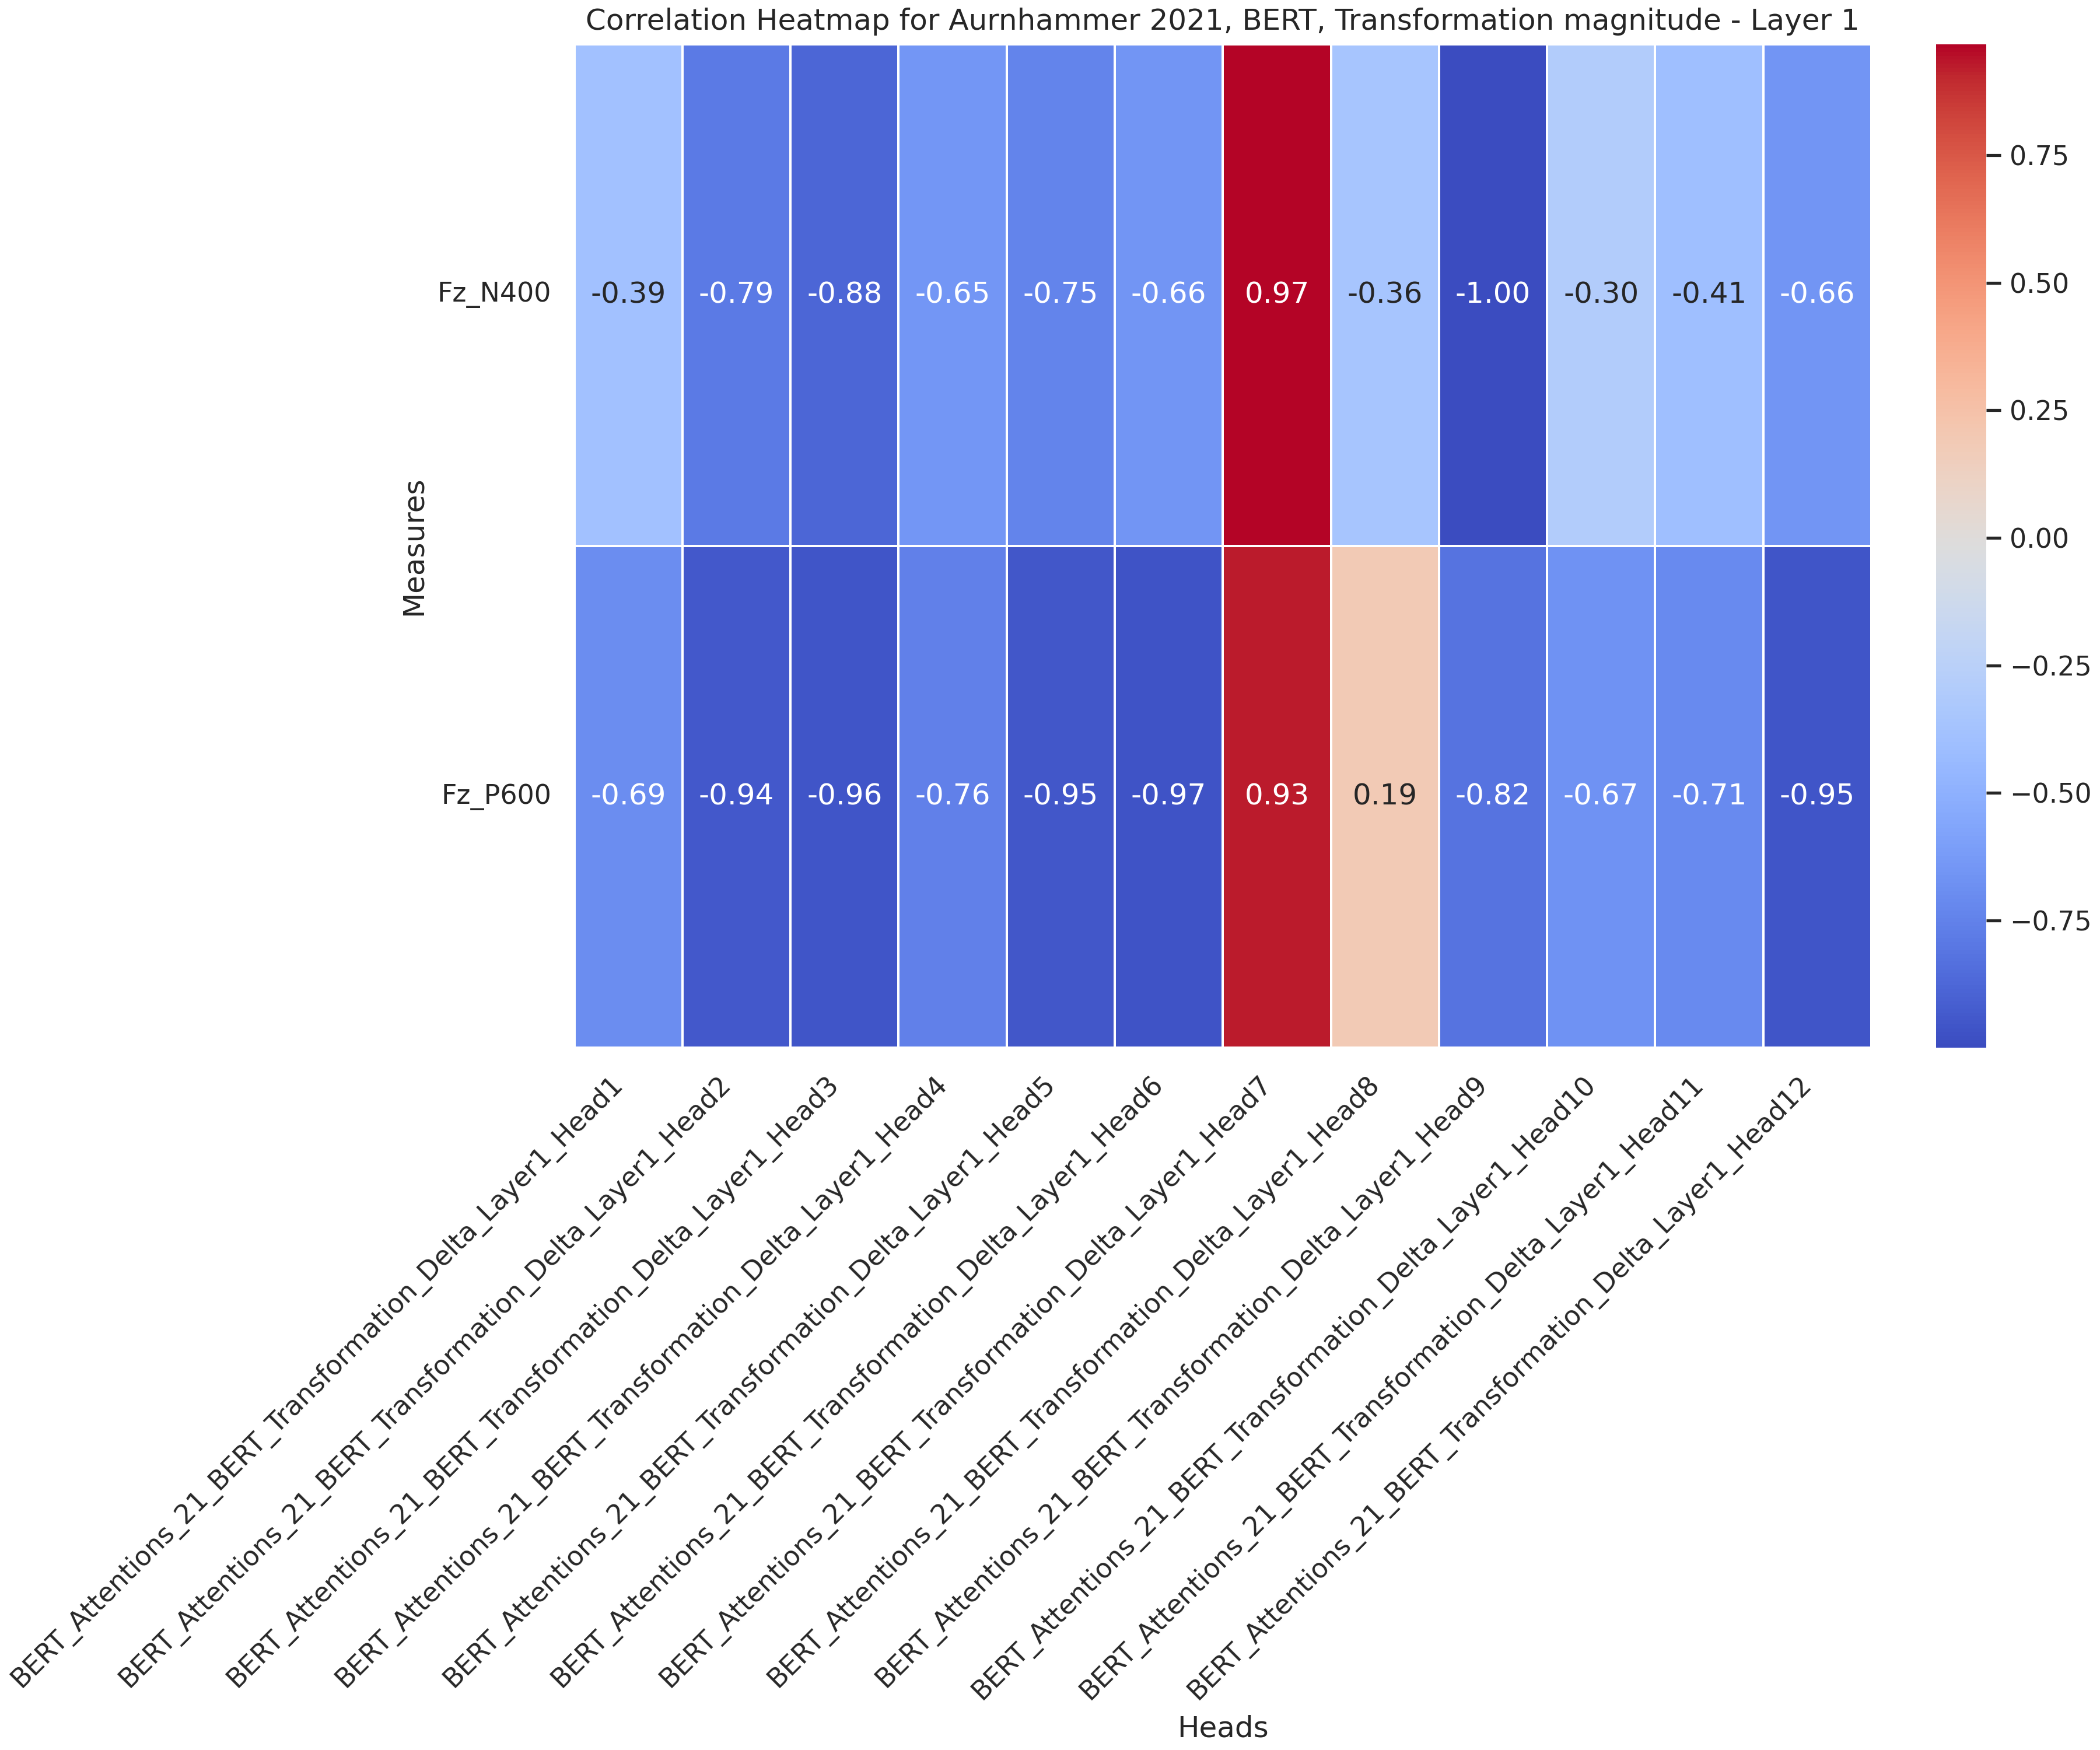 Correlation Heatmap for Aurnhammer 2021, BERT, Transformation magnitude - Layer 1
Measures
Fz_N400
-0.39 -0.79 -0.88 -0.65 -0.75 -0.66 0.97 -0.36 -1.00 -0.30 -0.41 -0.66
Fz_P600
-0.69 -0.94 -0.96 -0.76 -0.95 -0.97 0.93 0.19 -0.82 -0.67 -0.71 -0.95
0.75
0.50
0.25
0.00
−0.25
−0.50
−0.75
BERT_Attentions_21_BERT_Transformation_Delta_Layer1_Head1
BERT_Attentions_21_BERT_Transformation_Delta_Layer1_Head2
BERT_Attentions_21_BERT_Transformation_Delta_Layer1_Head3
BERT_Attentions_21_BERT_Transformation_Delta_Layer1_Head4
BERT_Attentions_21_BERT_Transformation_Delta_Layer1_Head5
BERT_Attentions_21_BERT_Transformation_Delta_Layer1_Head6
BERT_Attentions_21_BERT_Transformation_Delta_Layer1_Head7
BERT_Attentions_21_BERT_Transformation_Delta_Layer1_Head8
BERT_Attentions_21_BERT_Transformation_Delta_Layer1_Head9
BERT_Attentions_21_BERT_Transformation_Delta_Layer1_Head10
BERT_Attentions_21_BERT_Transformation_Delta_Layer1_Head11
BERT_Attentions_21_BERT_Transformation_Delta_Layer1_Head12
Heads